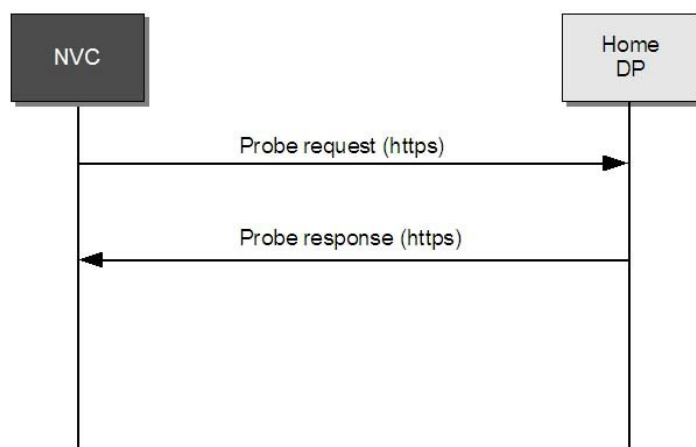 NVC
Home
DP
Probe request (https)
Probe response (https)